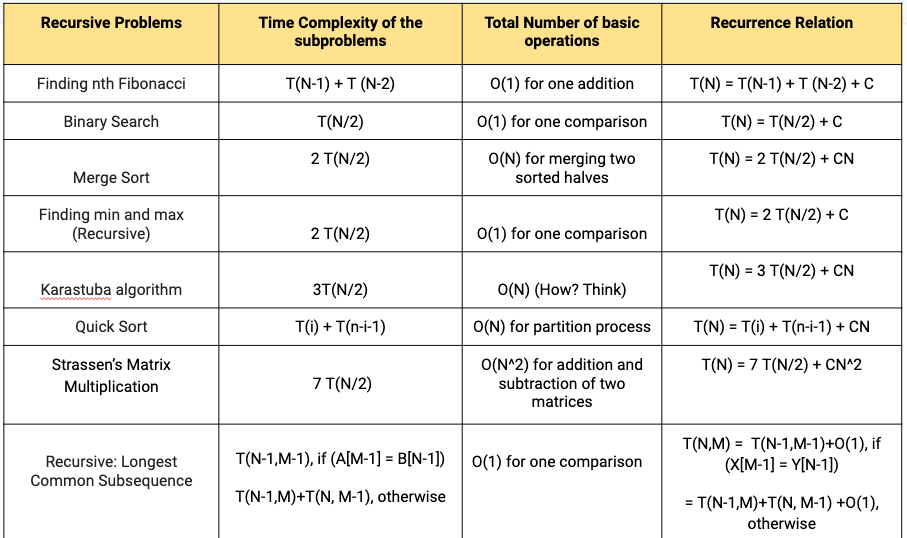 Recursive Problems
Time Complexity of the
subproblems
Total Number of basic
operations
Recurrence Relation
Finding nth Fibonacci
T(N-1) + T (N-2)
O(1) for one addition
T(N) = T(N-1) + T (N-2) + C
Binary Search
T(N/2)
O(1) for one comparison
T(N) = T(N/2) + C
Merge Sort
2 T(N/2)
O(N) for merging two
sorted halves
T(N) = 2 T(N/2) + CN
Finding min and max
(Recursive)
2 T(N/2)
O(1) for one comparison
T(N) = 2 T(N/2) + C
Karastuba algorithm
3T(N/2)
O(N) (How? Think)
T(N) = 3 T(N/2) + CN
Quick Sort
T(i) + T(n-i-1)
O(N) for partition process
T(N) = T(i) + T(n-i-1) + CN
Strassen’s Matrix
Multiplication
7 T(N/2)
O(N^2) for addition and
subtraction of two
matrices
T(N) = 7 T(N/2) + CN^2
Recursive: Longest
Common Subsequence
T(N-1,M-1), if (A[M-1] = B[N-1])
T(N-1,M)+T(N, M-1), otherwise
O(1) for one comparison
T(N,M) = T(N-1,M-1)+O(1), if
(X[M-1] = Y[N-1])
= T(N-1,M)+T(N, M-1) +O(1),
otherwise